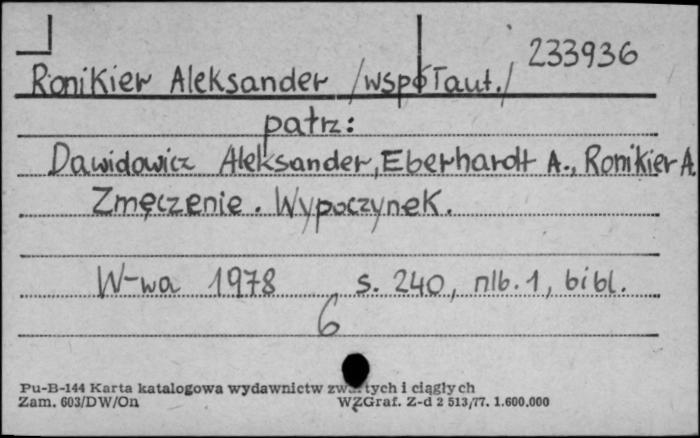 233936
Ronikier Aleksander /współaut./
patrz:
Dawidowicz Aleksander, Eberhardt A., Ronikier A.
Zmęczenie. Wypoczynek.
W-wa 1978 s. 240, nlb. 1, bibl.
6
Pu-B-144 Karta katalogowa wydawnictw zwartych i ciągłych
Zam. 603/DW/On WZGraf. Z-d 2 513/77. 1.600.000